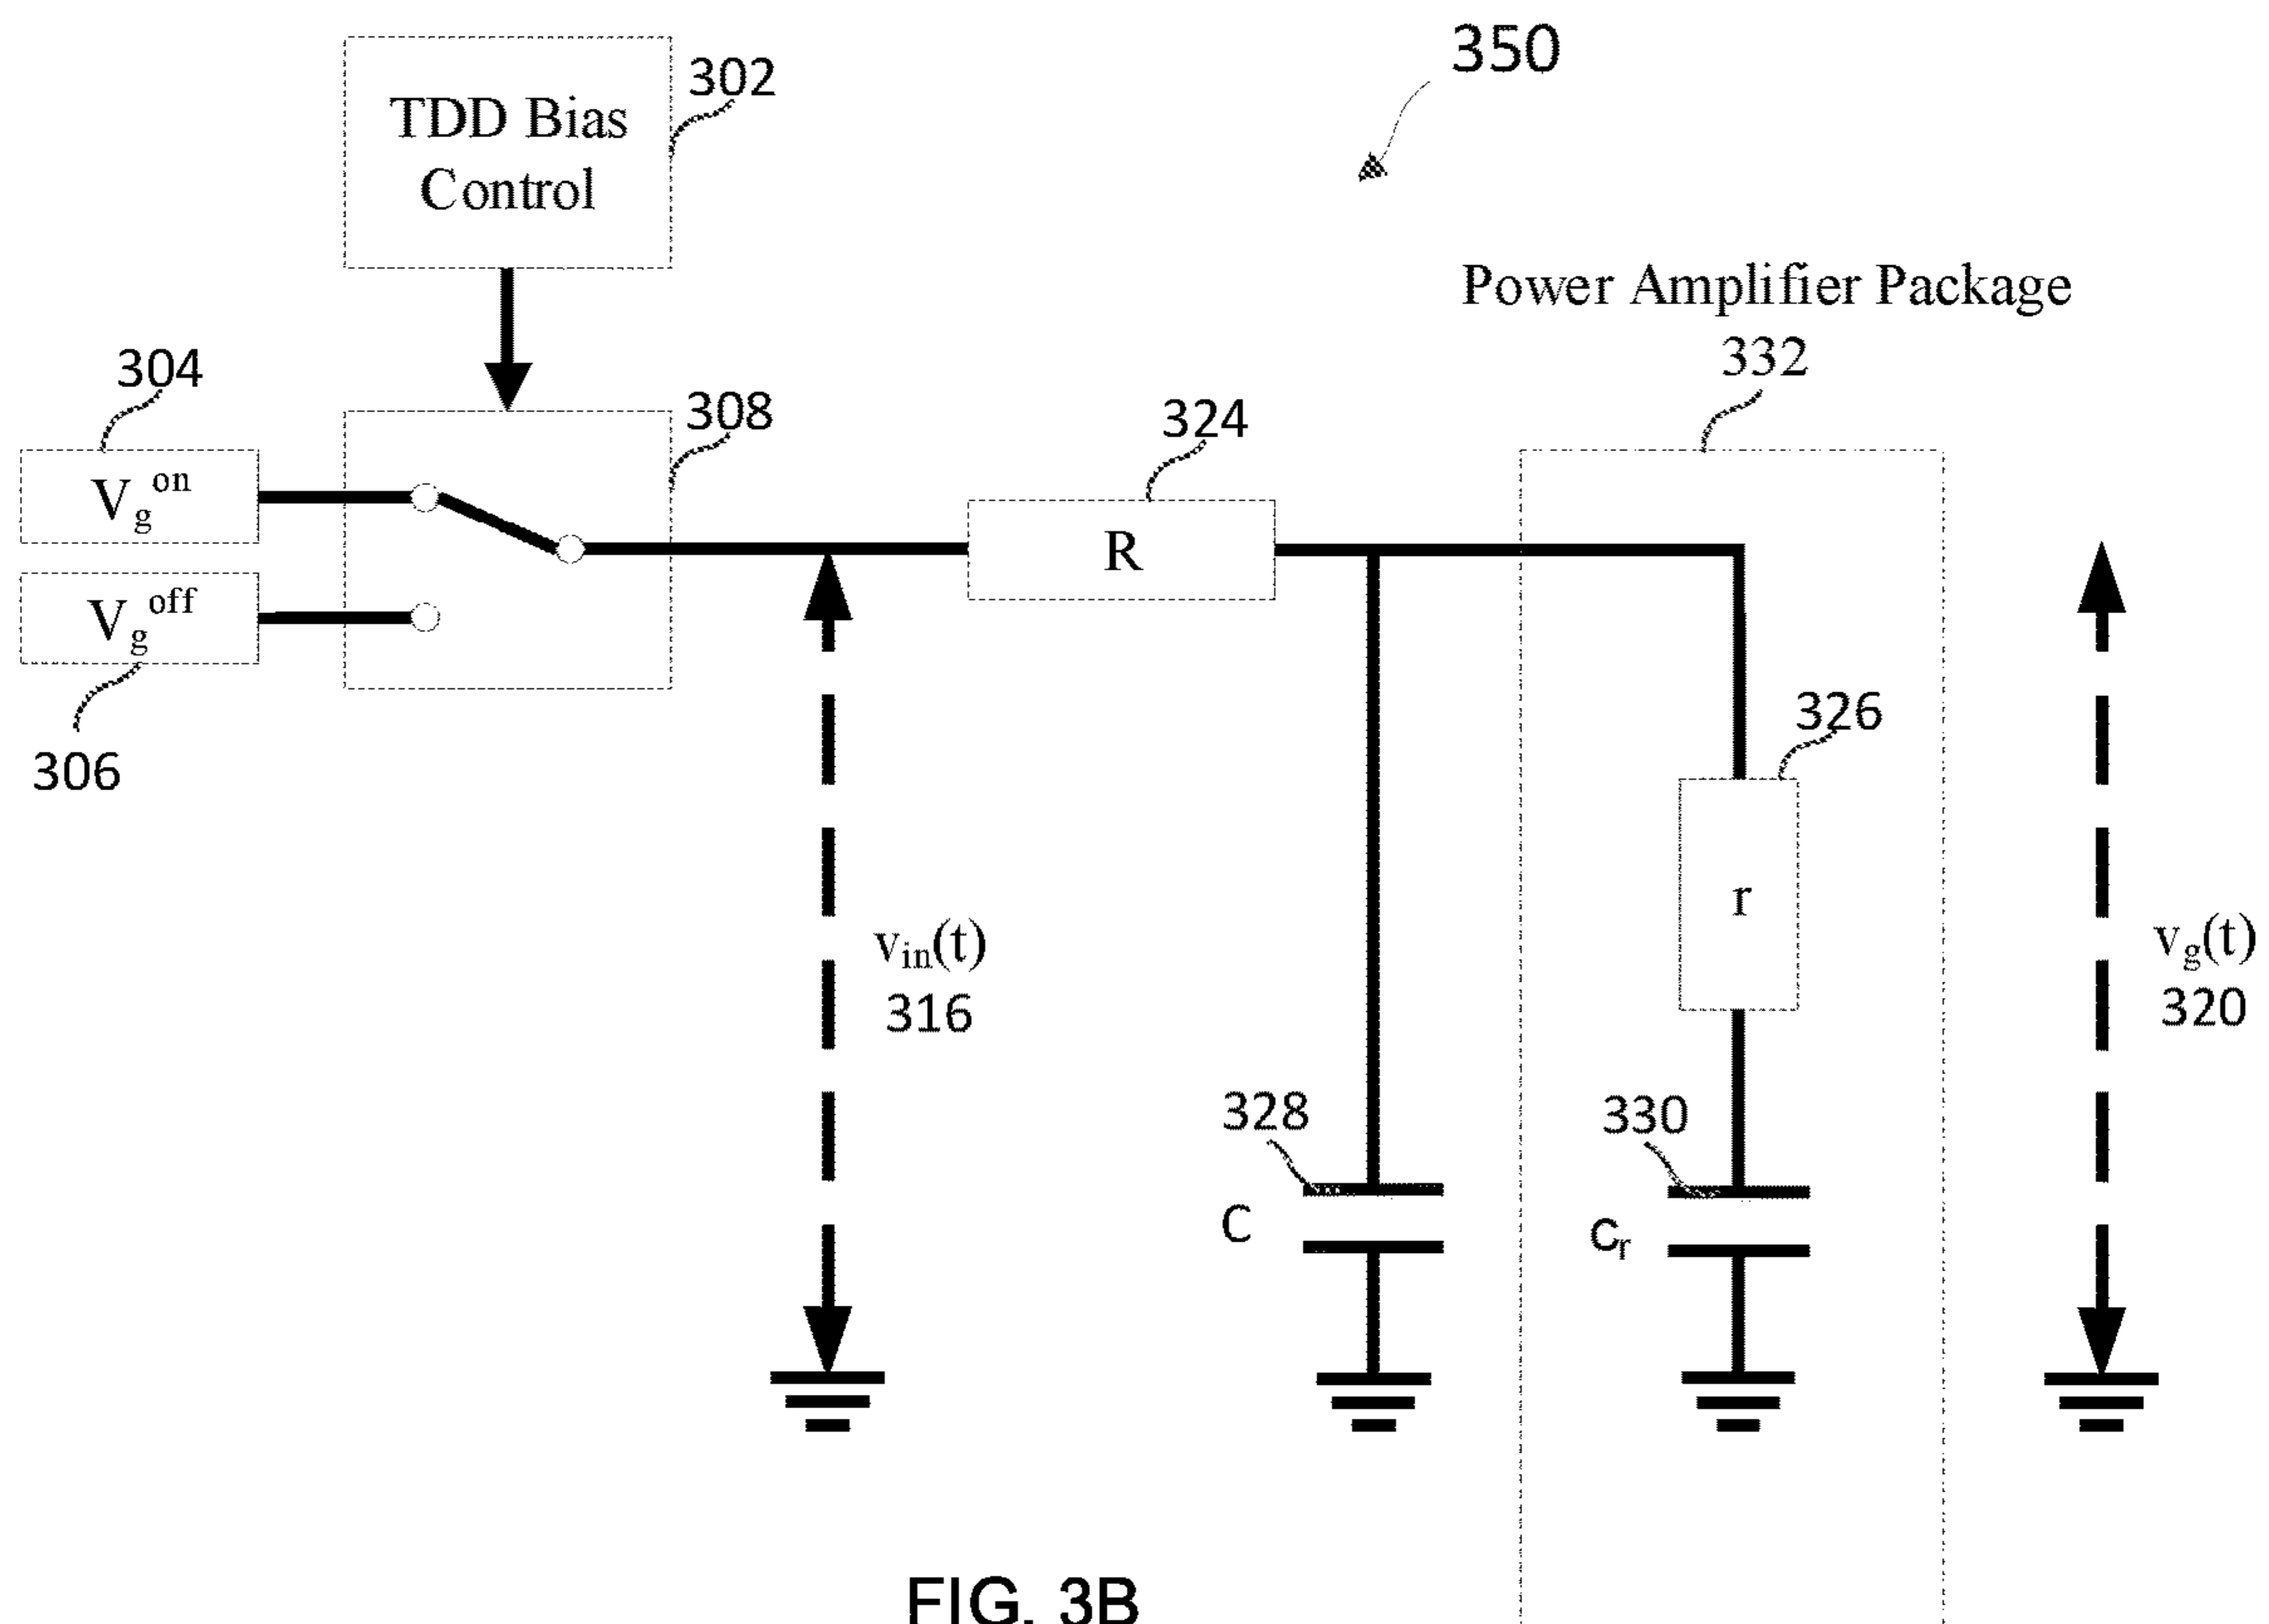 350
302
TDD Bias
Control
Power Amplifier Package
332
304
308
324
Vg on
R
Vg off
306
326
r
vin(t)
316
vg(t)
320
328
330
C
cr
FIG. 3B